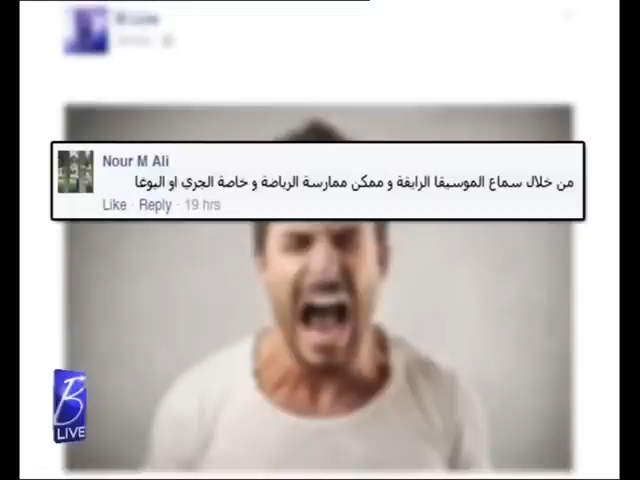 Nour M Ali
من خلال سماع الموسيقا الرايقة و ممكن ممارسة الرياضة و خاصة الجري او اليوغا
Like · Reply · 19 hrs
B
LIVE